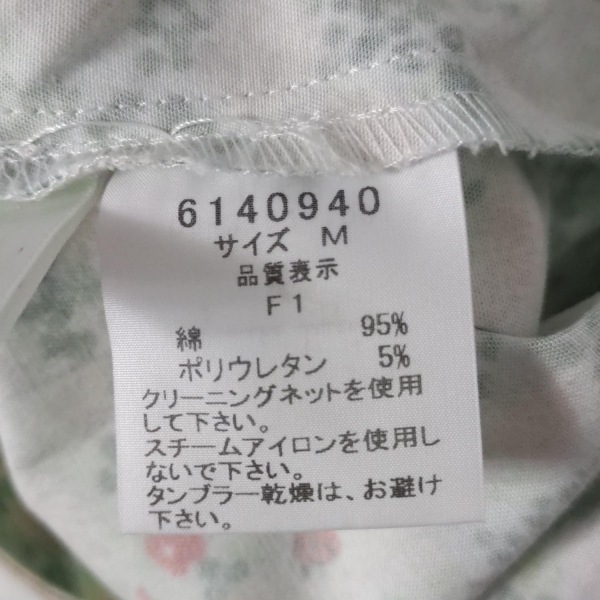 6140940
サイズ M
品質表示
F1
綿 95%
ポリウレタン 5%
クリーニングネットを使用
して下さい。
スチームアイロンを使用し
ないで下さい。
タンブラー乾燥は、お避け
下さい。